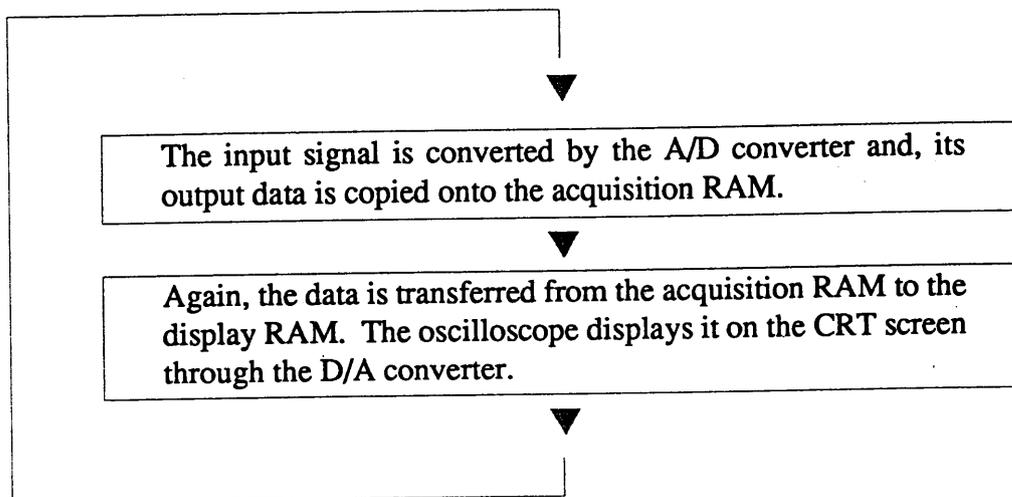 The input signal is converted by the A/D converter and, its
output data is copied onto the acquisition RAM.
Again, the data is transferred from the acquisition RAM to the
display RAM. The oscilloscope displays it on the CRT screen
through the D/A converter.